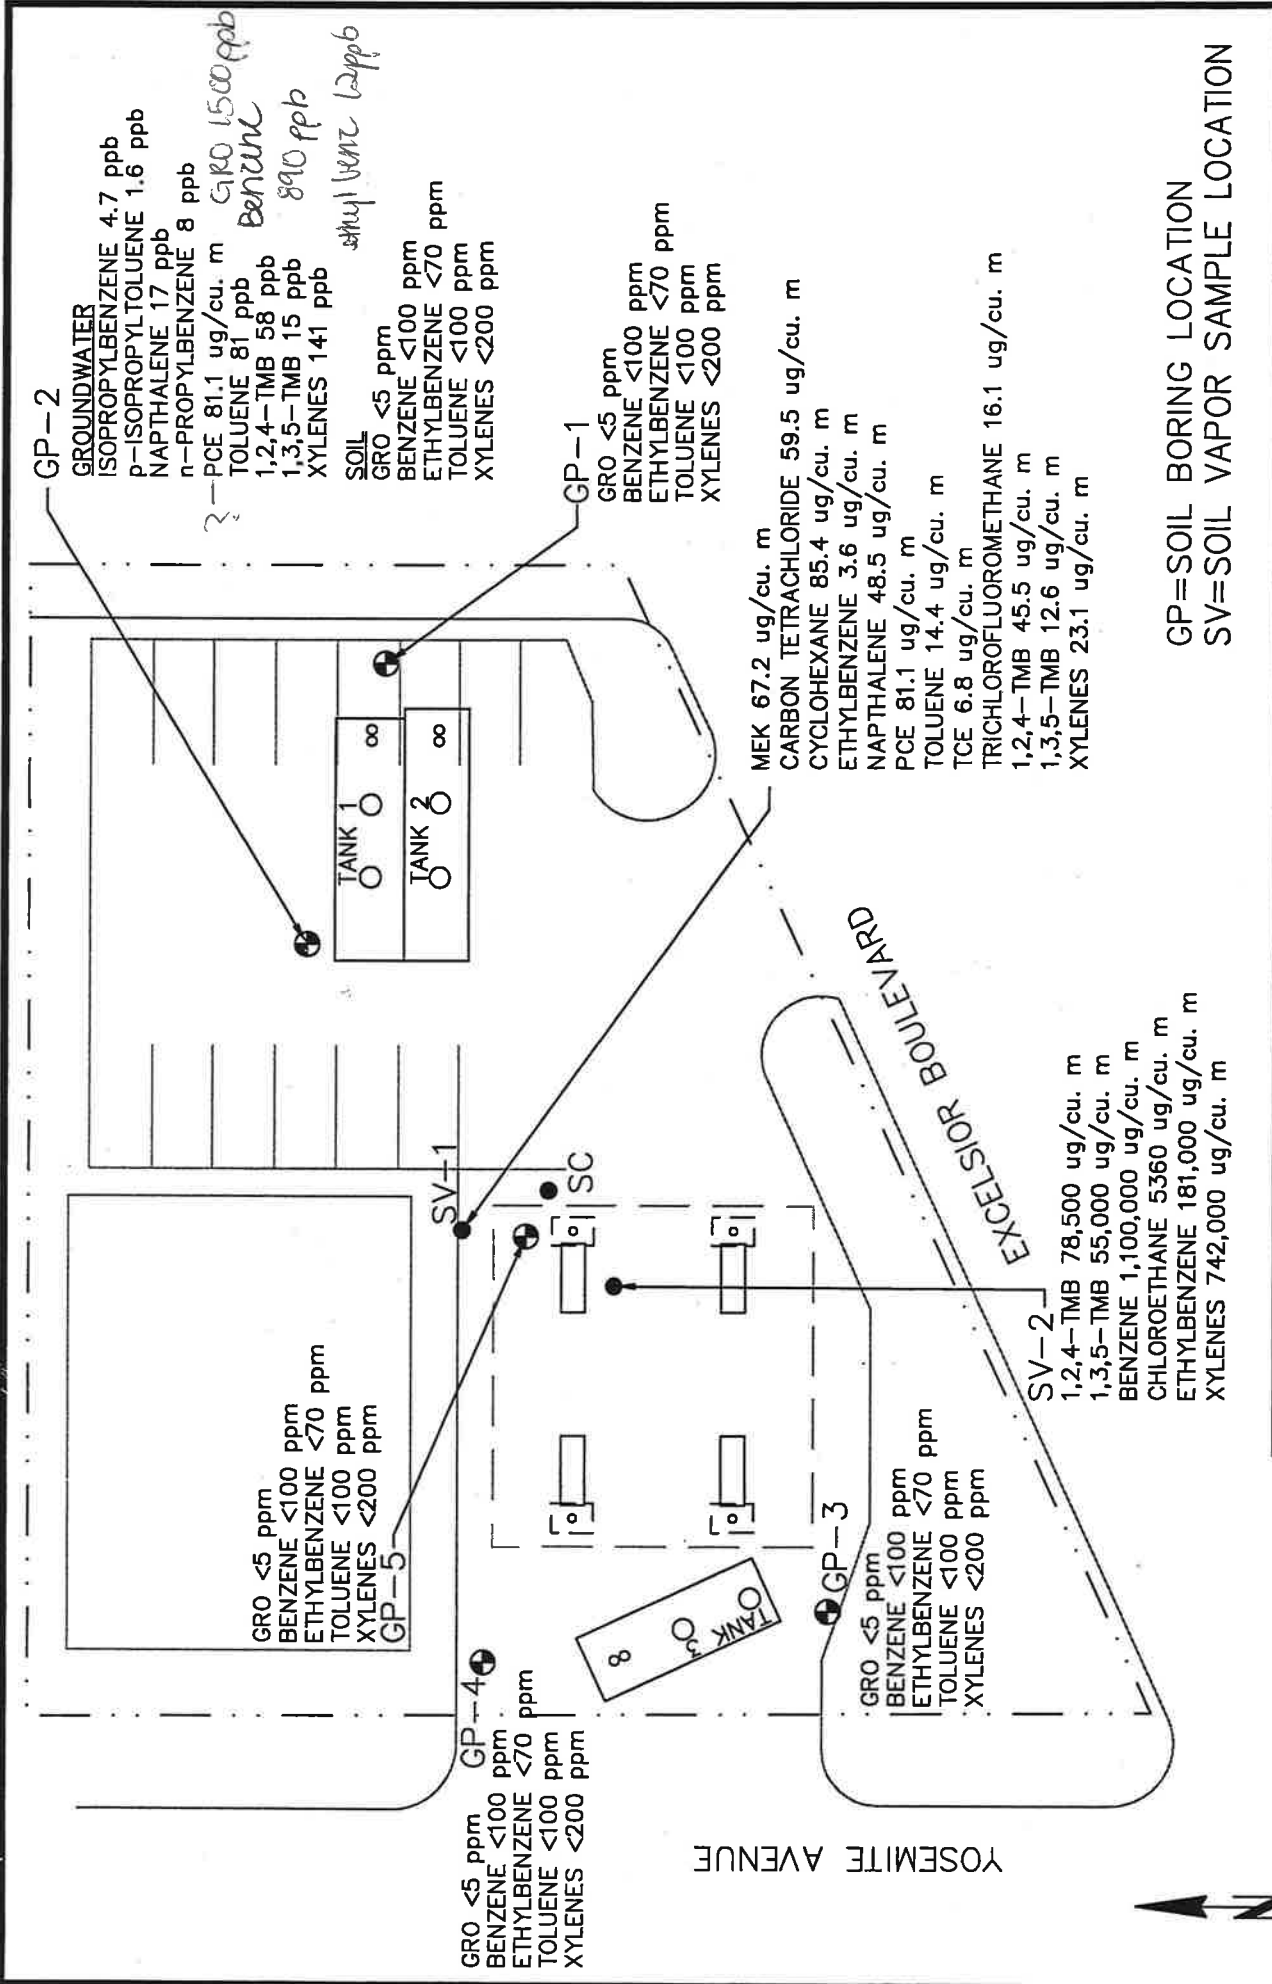 GP-2
GROUNDWATER
ISOPROPYLBENZENE 4.7 ppb
p-ISOPROPYLTOLUENE 1.6 ppb
NAPTHALENE 17 ppb
n-PROPYLBENZENE 8 ppb
? PCE 81.1 ug/cu. m
TOLUENE 81 ppb
1,2,4-TMB 58 ppb
1,3,5-TMB 15 ppb
XYLENES 141 ppb
GRO 1500 ppb
Benzene
890 ppb
ethyl benz 12ppb
SOIL
GRO <5 ppm
BENZENE <100 ppm
ETHYLBENZENE <70 ppm
TOLUENE <100 ppm
XYLENES <200 ppm
GP-1
GRO <5 ppm
BENZENE <100 ppm
ETHYLBENZENE <70 ppm
TOLUENE <100 ppm
XYLENES <200 ppm
TANK 1
TANK 2
MEK 67.2 ug/cu. m
CARBON TETRACHLORIDE 59.5 ug/cu. m
CYCLOHEXANE 85.4 ug/cu. m
ETHYLBENZENE 3.6 ug/cu. m
NAPTHALENE 48.5 ug/cu. m
PCE 81.1 ug/cu. m
TOLUENE 14.4 ug/cu. m
TCE 6.8 ug/cu. m
TRICHLOROFLUOROMETHANE 16.1 ug/cu. m
1,2,4-TMB 45.5 ug/cu. m
1,3,5-TMB 12.6 ug/cu. m
XYLENES 23.1 ug/cu. m
SV-1
SC
GRO <5 ppm
BENZENE <100 ppm
ETHYLBENZENE <70 ppm
TOLUENE <100 ppm
XYLENES <200 ppm
GP-5
GP-4
GRO <5 ppm
BENZENE <100 ppm
ETHYLBENZENE <70 ppm
TOLUENE <100 ppm
XYLENES <200 ppm
TANK 3
GP-3
GRO <5 ppm
BENZENE <100 ppm
ETHYLBENZENE <70 ppm
TOLUENE <100 ppm
XYLENES <200 ppm
SV-2
1,2,4-TMB 78,500 ug/cu. m
1,3,5-TMB 55,000 ug/cu. m
BENZENE 1,100,000 ug/cu. m
CHLOROETHANE 5360 ug/cu. m
ETHYLBENZENE 181,000 ug/cu. m
XYLENES 742,000 ug/cu. m
EXCELSIOR BOULEVARD
YOSEMITE AVENUE
GP=SOIL BORING LOCATION
SV=SOIL VAPOR SAMPLE LOCATION
N